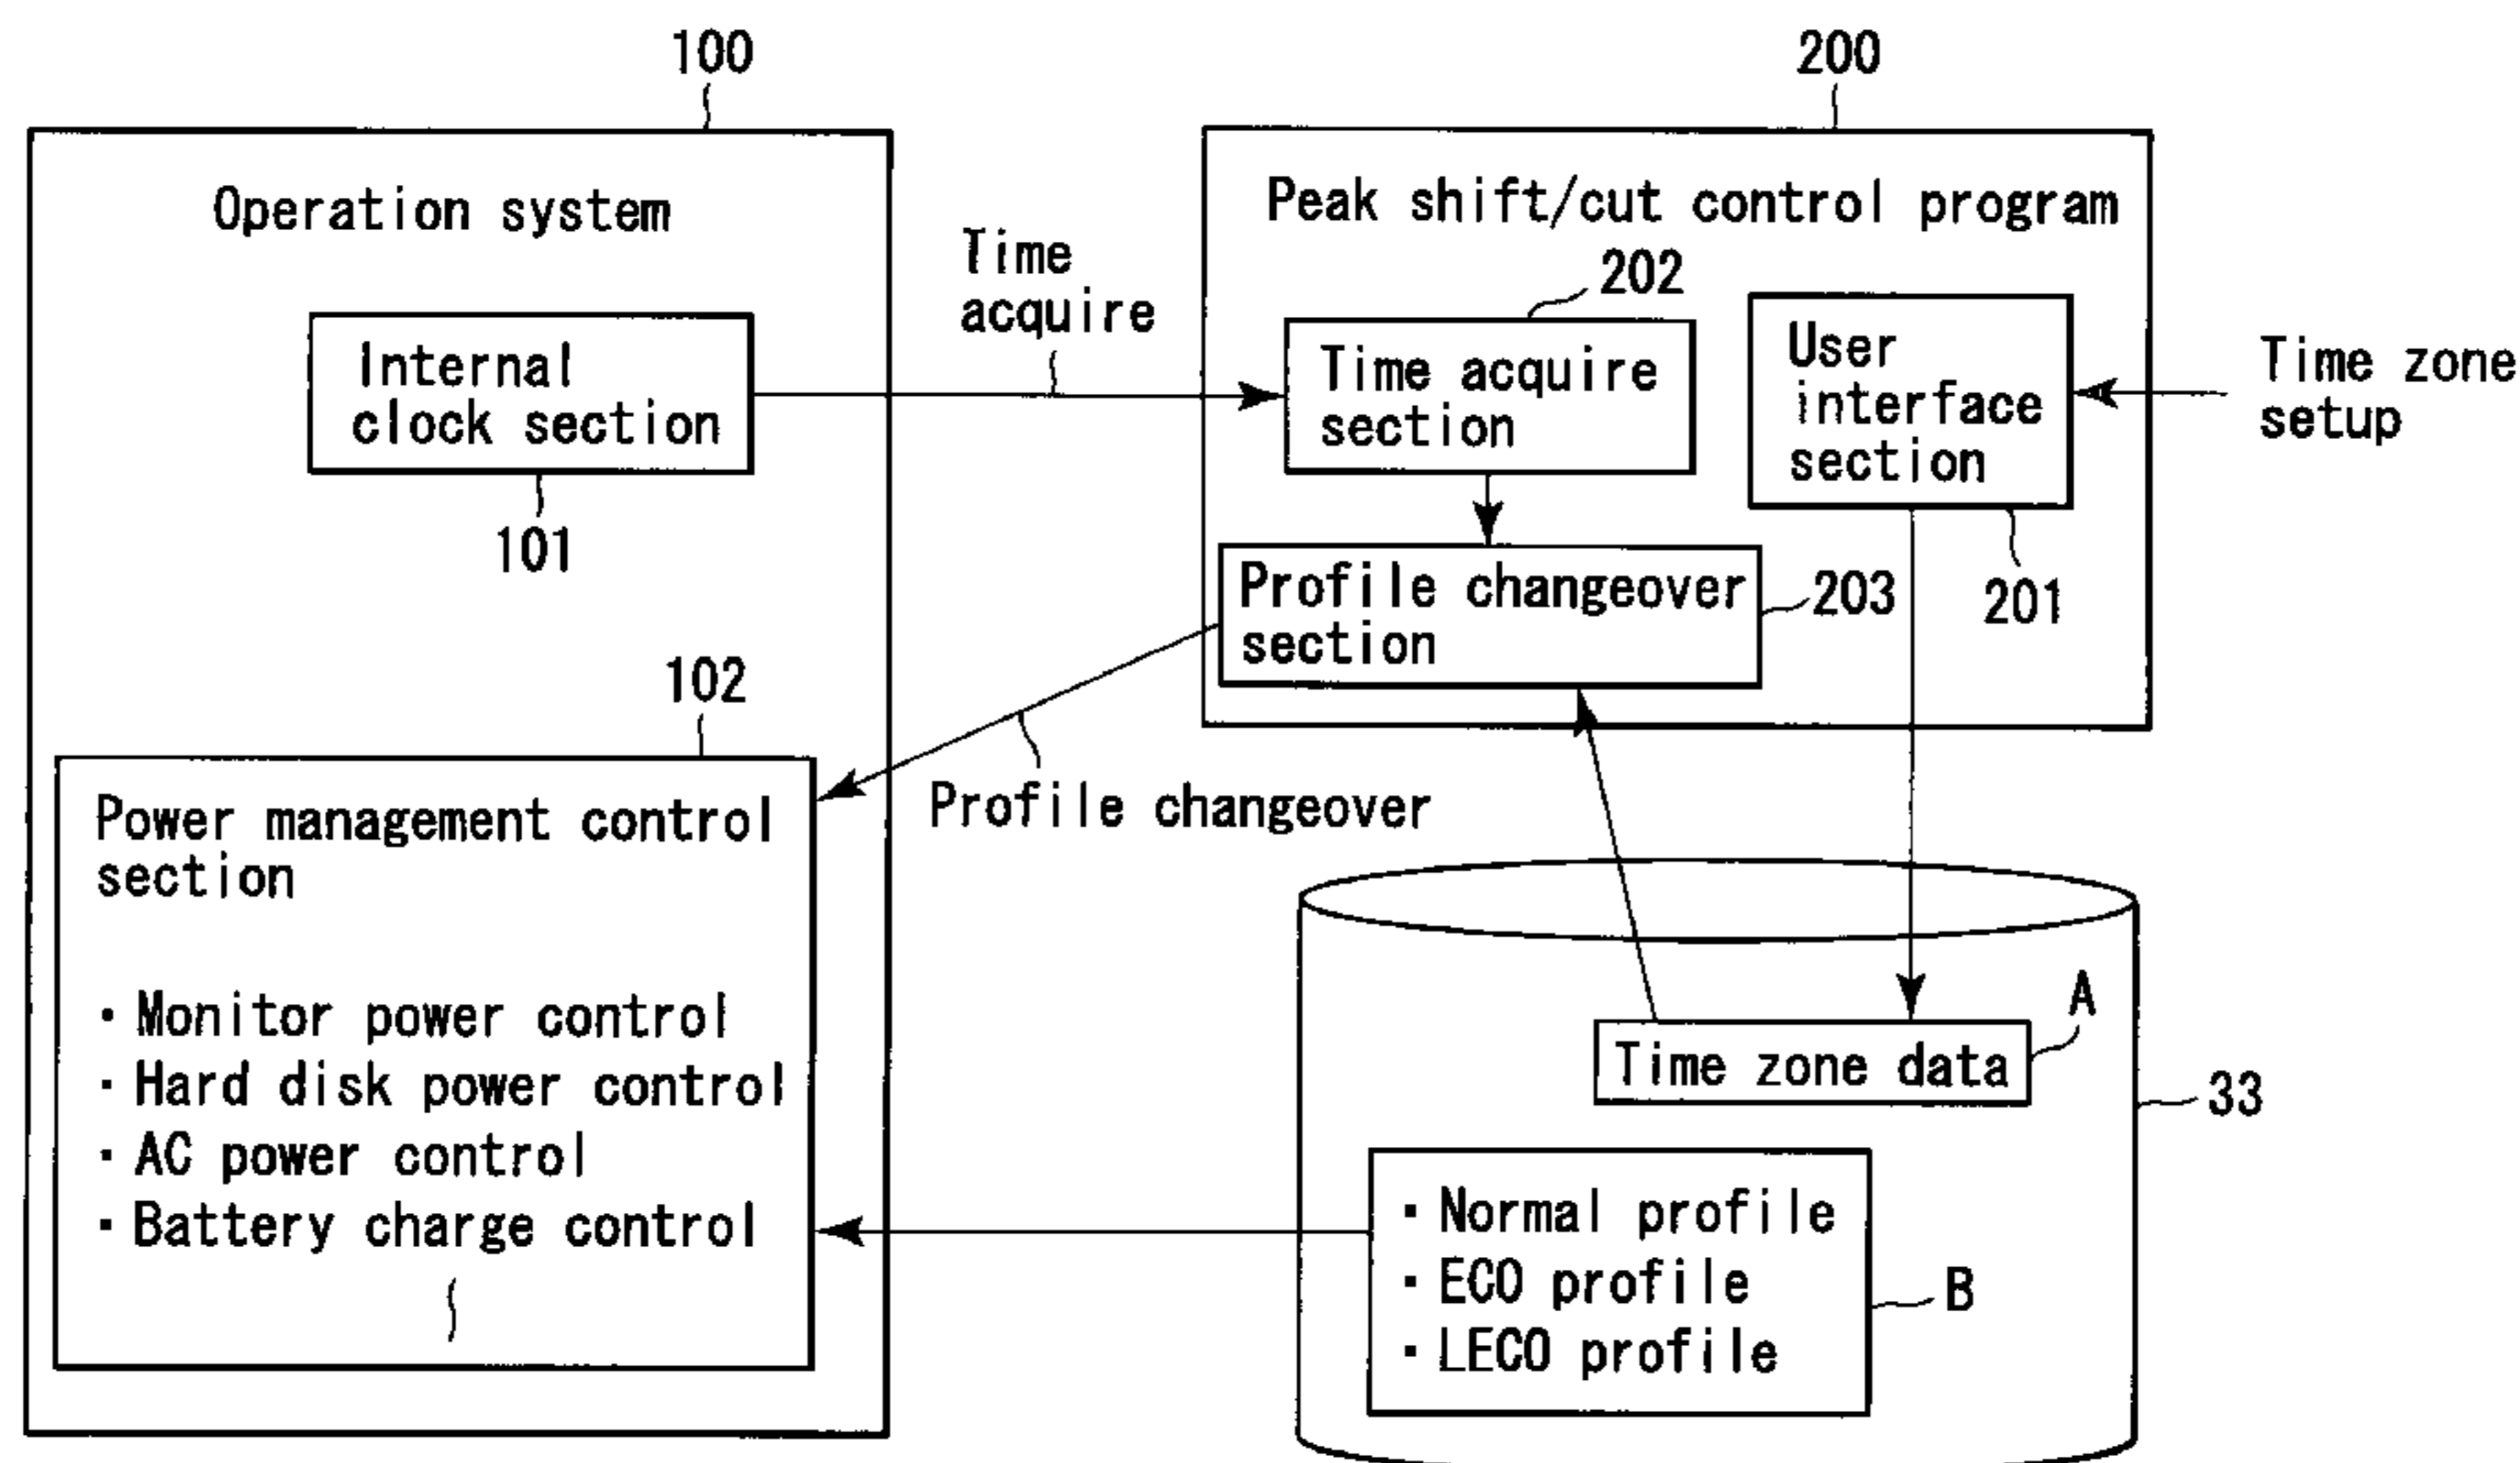 100
200
Operation system
Peak shift/cut control program
Time
acquire
202
Internal
clock section
Time acquire
section
User
interface
section
Time zone
setup
101
Profile changeover
section
203
201
102
Profile changeover
Power management control
section
・Monitor power control
・Hard disk power control
・AC power control
・Battery charge control
A
Time zone data
33
・Normal profile
・ECO profile
・LECO profile
B